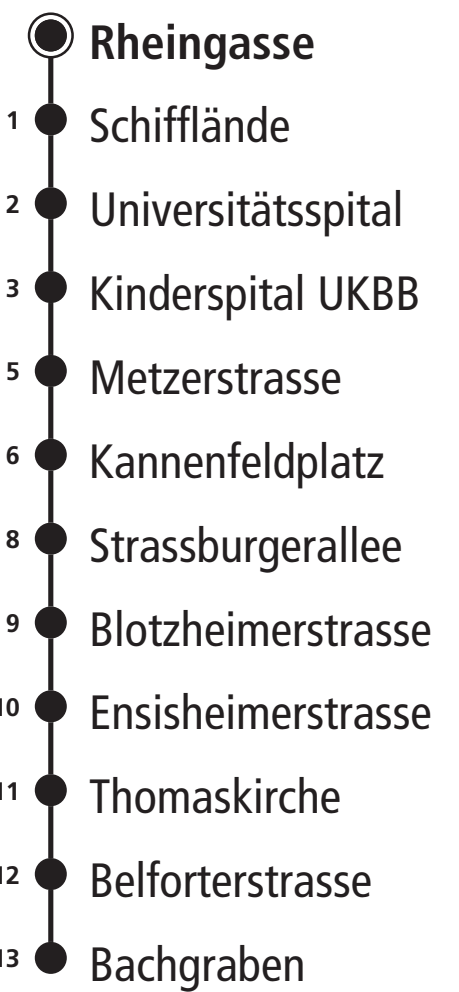 Rheingasse
1 Schifflände
2 Universitätsspital
3 Kinderspital UKBB
5 Metzerstrasse
6 Kannenfeldplatz
8 Strassburgerallee
9 Blotzheimerstrasse
10 Ensisheimerstrasse
11 Thomaskirche
12 Belforterstrasse
13 Bachgraben